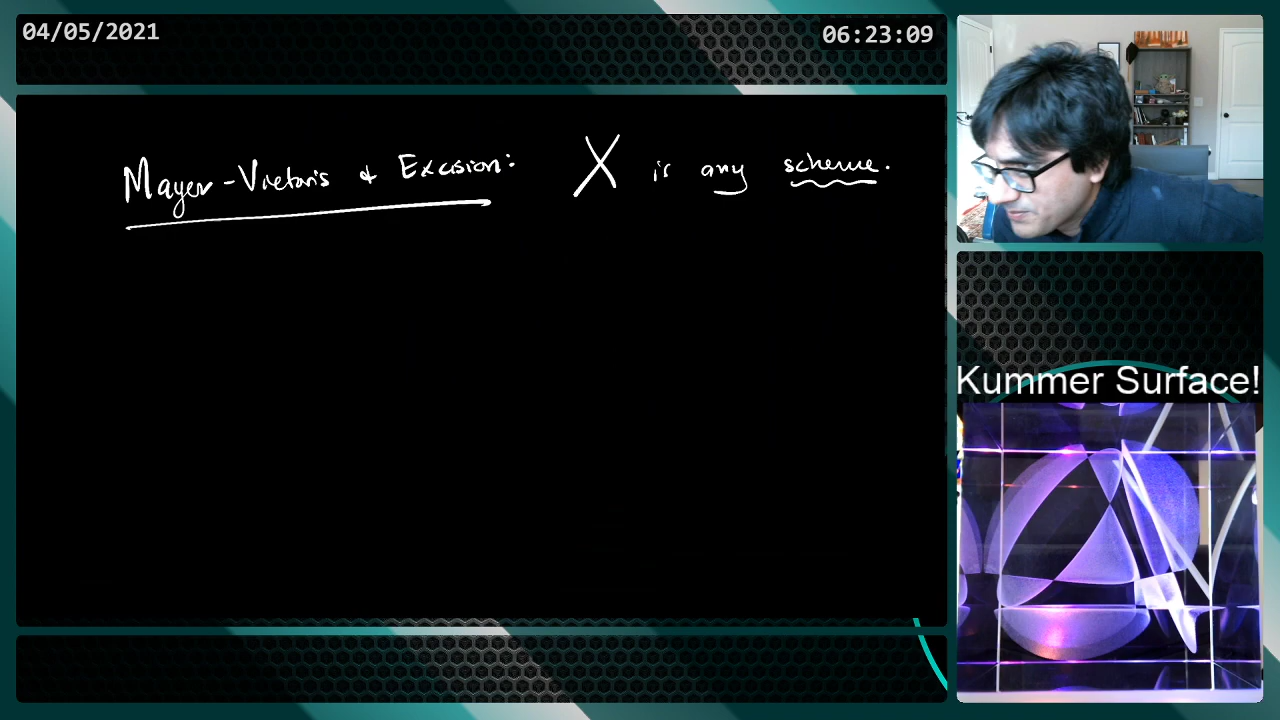 04/05/2021
06:23:09
Mayer-Vietoris & Excision: X is any scheme.
Kummer Surface!